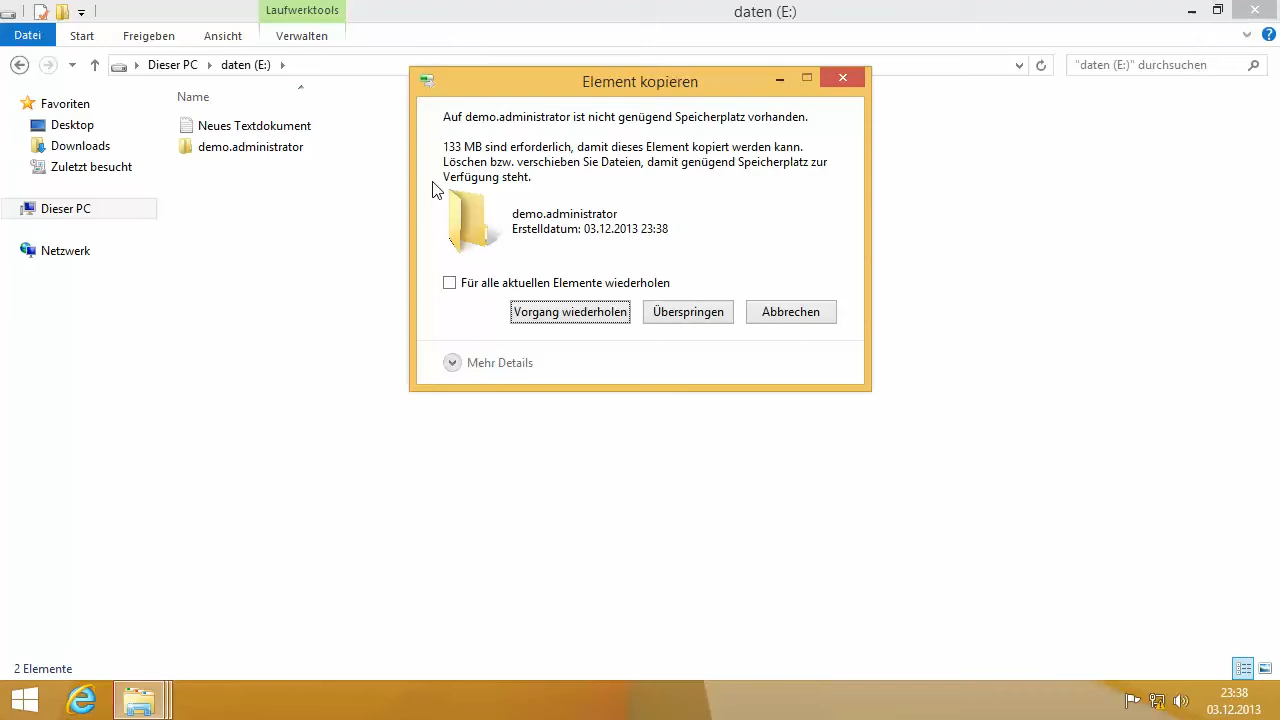 Laufwerktools
daten (E:)
Datei
Start
Freigeben
Ansicht
Verwalten
Dieser PC
daten (E:)
"daten (E:)" durchsuchen
Favoriten
Desktop
Downloads
Zuletzt besucht
Dieser PC
Netzwerk
Name
Neues Textdokument
demo.administrator
Element kopieren
Auf demo.administrator ist nicht genügend Speicherplatz vorhanden.
133 MB sind erforderlich, damit dieses Element kopiert werden kann.
Löschen bzw. verschieben Sie Dateien, damit genügend Speicherplatz zur
Verfügung steht.
demo.administrator
Erstelldatum: 03.12.2013 23:38
Für alle aktuellen Elemente wiederholen
Vorgang wiederholen
Überspringen
Abbrechen
Mehr Details
2 Elemente
23:38
03.12.2013